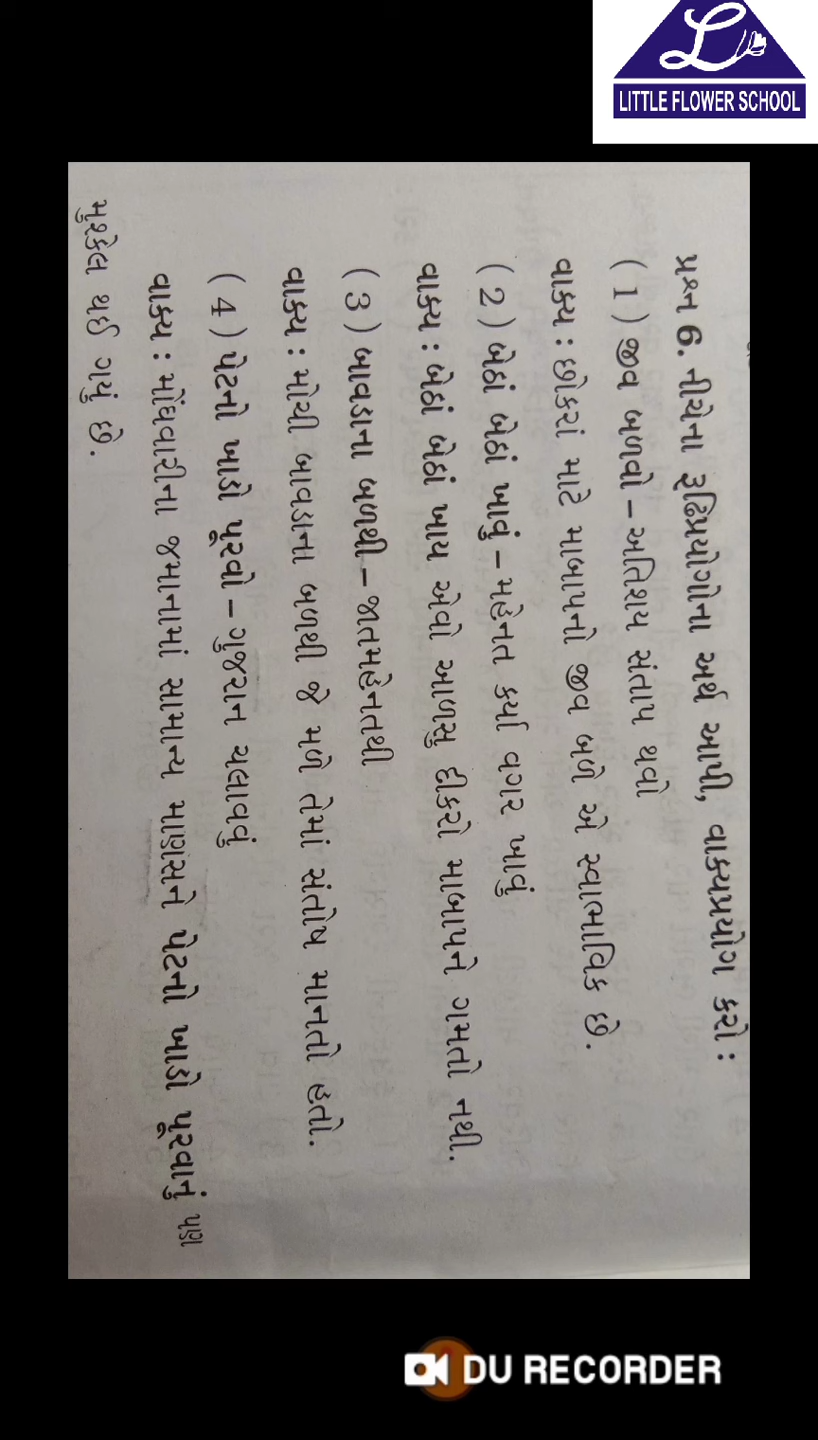 LITTLE FLOWER SCHOOL
પ્રશ્ન 6. નીચેના રૂઢિપ્રયોગોના અર્થ આપી, વાક્યપ્રયોગ કરો :
( 1 ) જીવ બળવો – અતિશય સંતાપ થવો
વાક્ય : છોકરાં માટે માબાપનો જીવ બળે એ સ્વાભાવિક છે.
( 2 ) બેઠાં બેઠાં ખાવું – મહેનત કર્યા વગર ખાવું
વાક્ય : બેઠાં બેઠાં ખાય એવો આળસુ દીકરો માબાપને ગમતો નથી.
( 3 ) બાવડાના બળથી – જાતમહેનતથી
વાક્ય : મોચી બાવડાના બળથી જે મળે તેમાં સંતોષ માનતો હતો.
( 4 ) પેટનો ખાડો પૂરવો – ગુજરાન ચલાવવું
વાક્ય : મોંઘવારીના જમાનામાં સામાન્ય માણસને પેટનો ખાડો પૂરવાનું પણ
મુશ્કેલ થઈ ગયું છે.
DU RECORDER